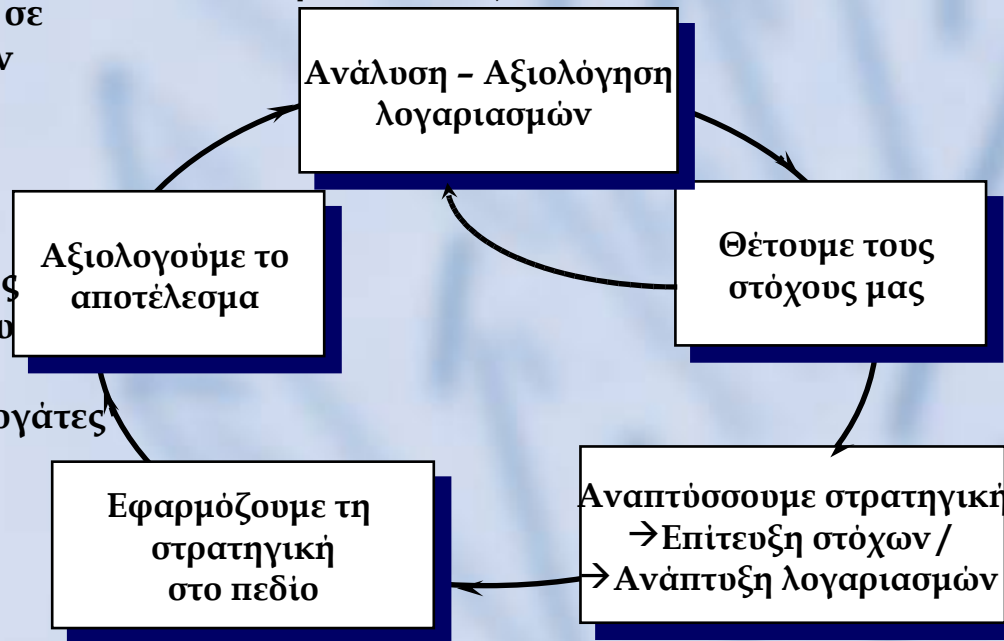 σε
Ανάλυση – Αξιολόγηση
λογαριασμών
Θέτουμε τους
στόχους μας
Αξιολογούμε το
αποτέλεσμα
Αναπτύσσουμε στρατηγική
→Επίτευξη στόχων /
→Ανάπτυξη λογαριασμών
Εφαρμόζουμε τη
στρατηγική
στο πεδίο